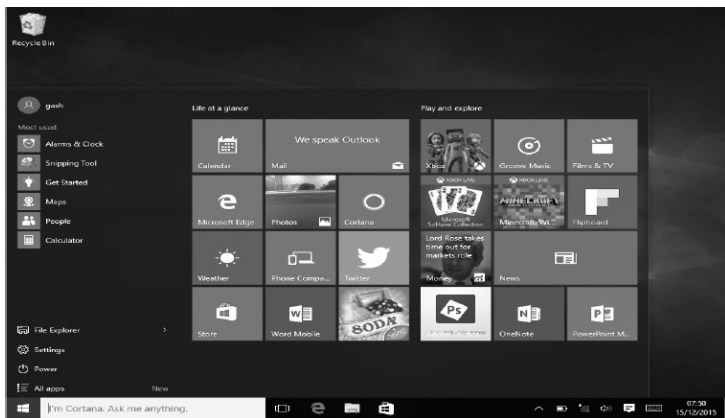 Recycle Bin
gash
Life at a glance
Play and explore
Most used
Alarms & Clock
Snipping Tool
Get Started
Maps
People
Calculator
Calendar
We speak Outlook
Mail
Xbox
Groove Music
Films & TV
Microsoft Edge
Photos
Cortana
XBOX LIVE
Microsoft
Solitaire Collection
XBOX LIVE
MINECRAFT
Minecraft: Wi...
Flipboard
Weather
Phone Compa...
Twitter
Lord Rose takes
time out for
markets role
Money
News
Store
Word Mobile
SODA
Ps
OneNote
PowerPoint M...
File Explorer
Settings
Power
All apps
New
I'm Cortana. Ask me anything.
07:50
15/12/2015